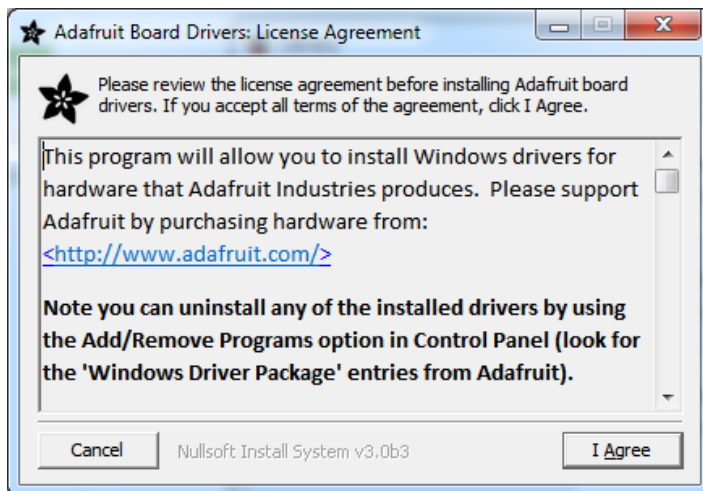 Adafruit Board Drivers: License Agreement
Please review the license agreement before installing Adafruit board
drivers. If you accept all terms of the agreement, click I Agree.
This program will allow you to install Windows drivers for
hardware that Adafruit Industries produces.  Please support
Adafruit by purchasing hardware from:
<http://www.adafruit.com/>
Note you can uninstall any of the installed drivers by using
the Add/Remove Programs option in Control Panel (look for
the 'Windows Driver Package' entries from Adafruit).
Cancel Nullsoft Install System v3.0b3 I Agree